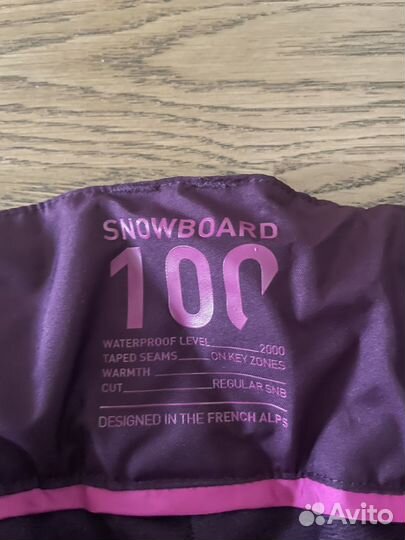 SNOWBOARD
100
WATERPROOF LEVEL 2000
TAPED SEAMS ON KEY ZONES
WARMTH
CUT REGULAR SNB
DESIGNED IN THE FRENCH ALPS
Avito